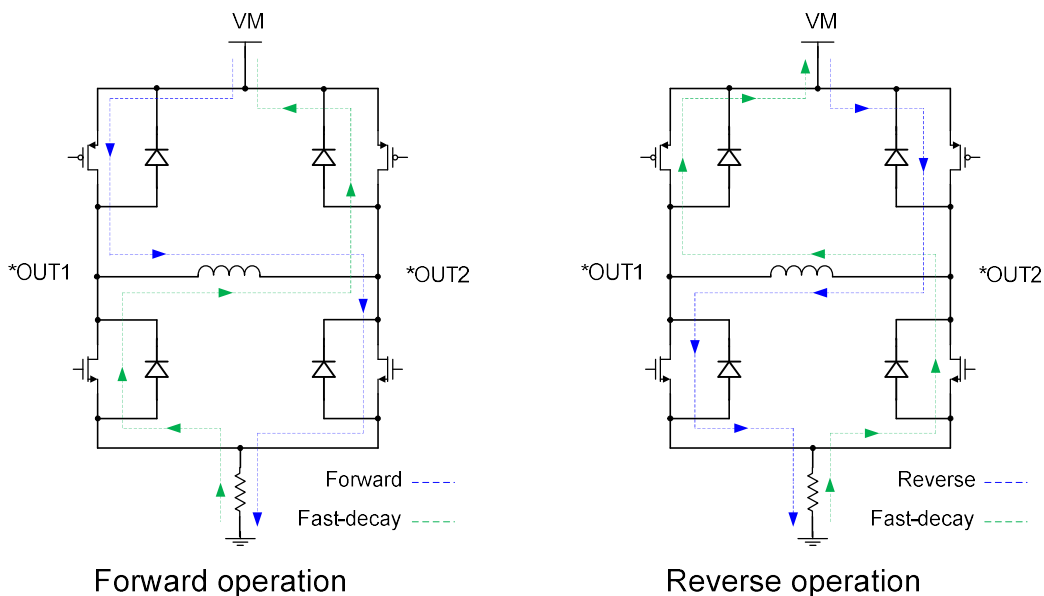 VM
*OUT1
*OUT2
Forward
Fast-decay
Forward operation
VM
*OUT1
*OUT2
Reverse
Fast-decay
Reverse operation